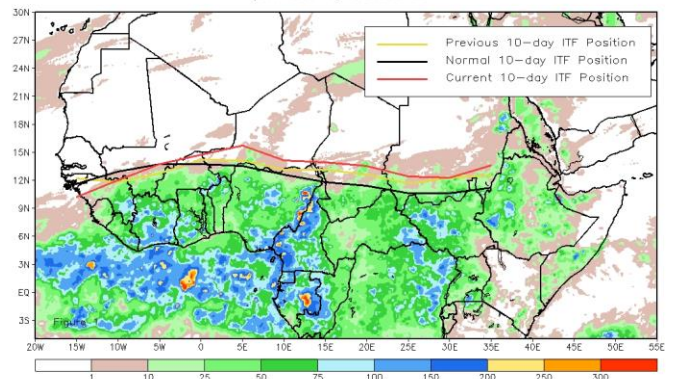 30N
27N
24N
21N
18N
15N
12N
9N
6N
3N
EQ
3S
Previous 10-day ITF Position
Normal 10-day ITF Position
Current 10-day ITF Position
20W 15W 10W 5W 0 5E 10E 15E 20E 25E 30E 35E 40E 45E 50E 55E
1 10 25 50 75 100 150 200 250 300